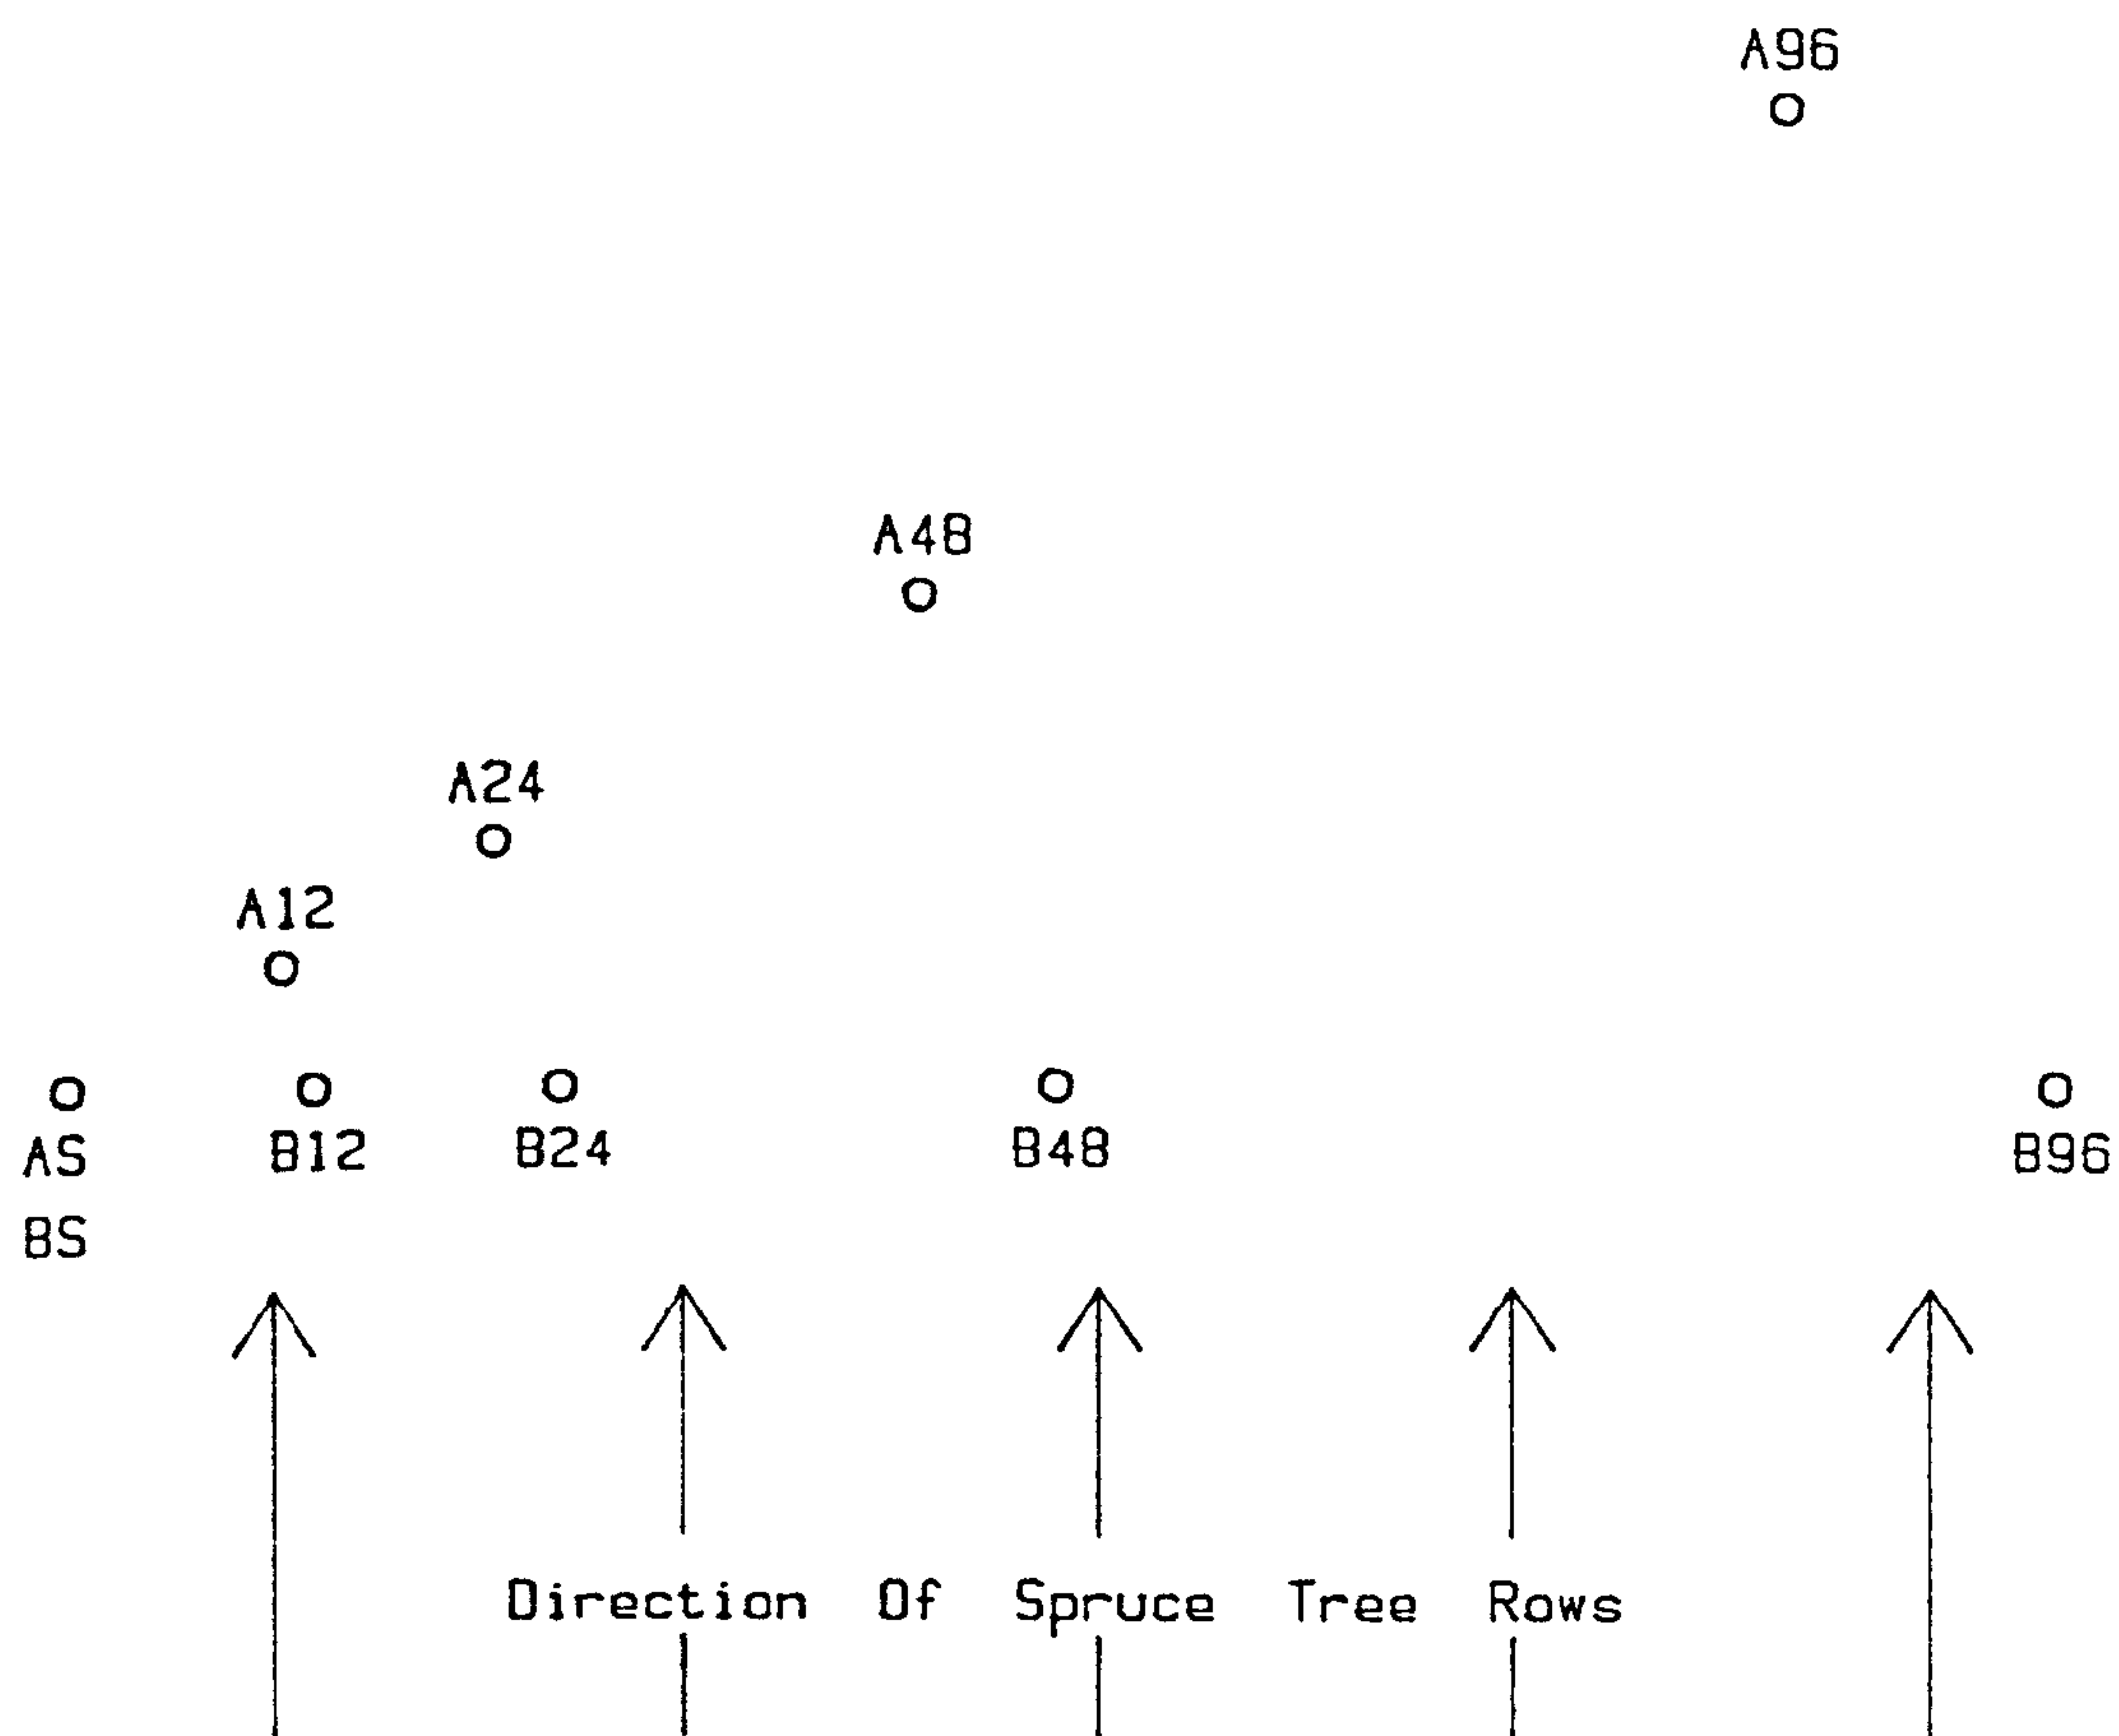 A96
A48
A24
A12
AS B12 B24 B48 B96
BS
Direction Of Spruce Tree Rows